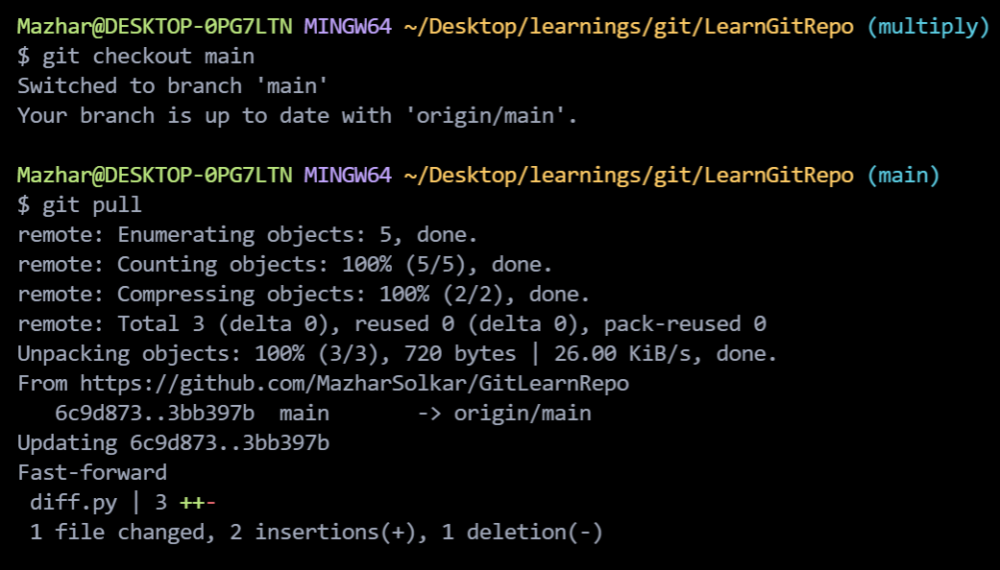 Mazhar@DESKTOP-0PG7LTN MINGW64 ~/Desktop/learnings/git/LearnGitRepo (multiply)
$ git checkout main
Switched to branch 'main'
Your branch is up to date with 'origin/main'.

Mazhar@DESKTOP-0PG7LTN MINGW64 ~/Desktop/learnings/git/LearnGitRepo (main)
$ git pull
remote: Enumerating objects: 5, done.
remote: Counting objects: 100% (5/5), done.
remote: Compressing objects: 100% (2/2), done.
remote: Total 3 (delta 0), reused 0 (delta 0), pack-reused 0
Unpacking objects: 100% (3/3), 720 bytes | 26.00 KiB/s, done.
From https://github.com/MazharSolkar/GitLearnRepo
   6c9d873..3bb397b  main       -> origin/main
Updating 6c9d873..3bb397b
Fast-forward
 diff.py | 3 ++-
 1 file changed, 2 insertions(+), 1 deletion(-)